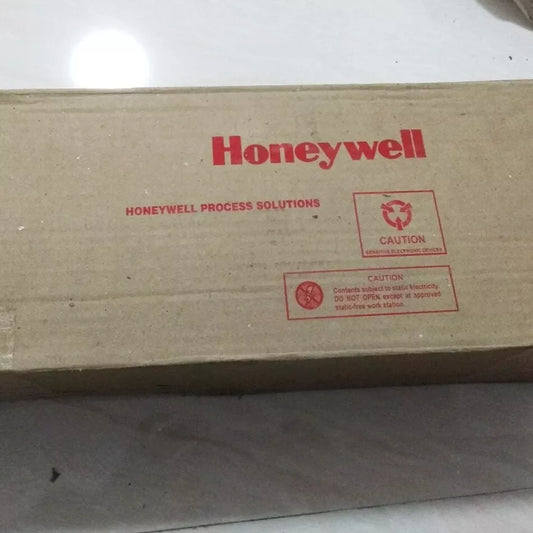 Honeywell
HONEYWELL PROCESS SOLUTIONS
CAUTION
SENSITIVE ELECTRONIC DEVICES
CAUTION
Contents subject to static electricity.
DO NOT OPEN except at approved
static-free work station.